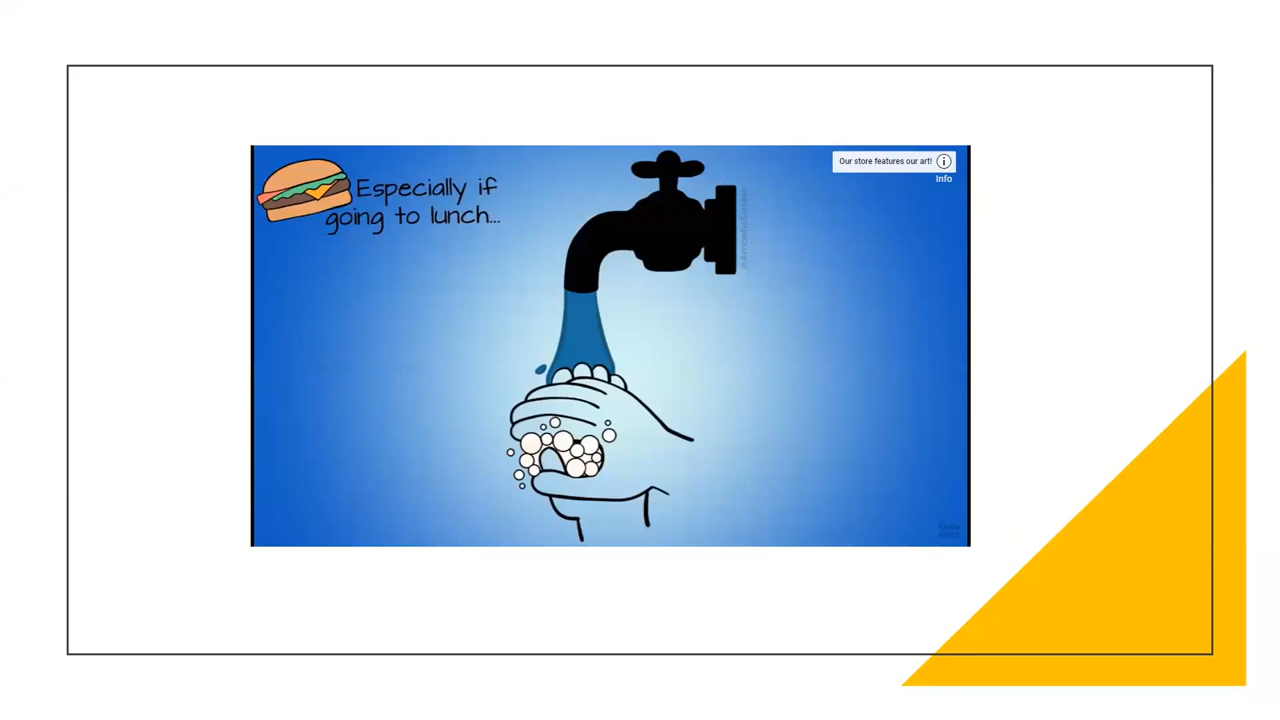 Especially if
going to lunch...
Our store features our art!
Info